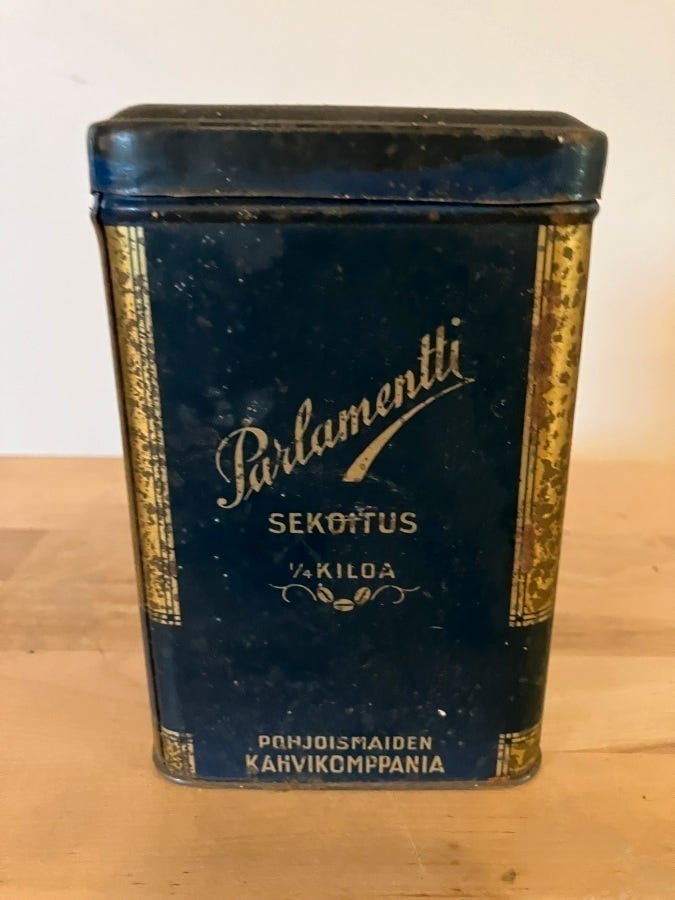 Parlamentti
SEKOITUS
1/4 KILOA
POHJOISMAIDEN
KAHVIKOMPPANIA